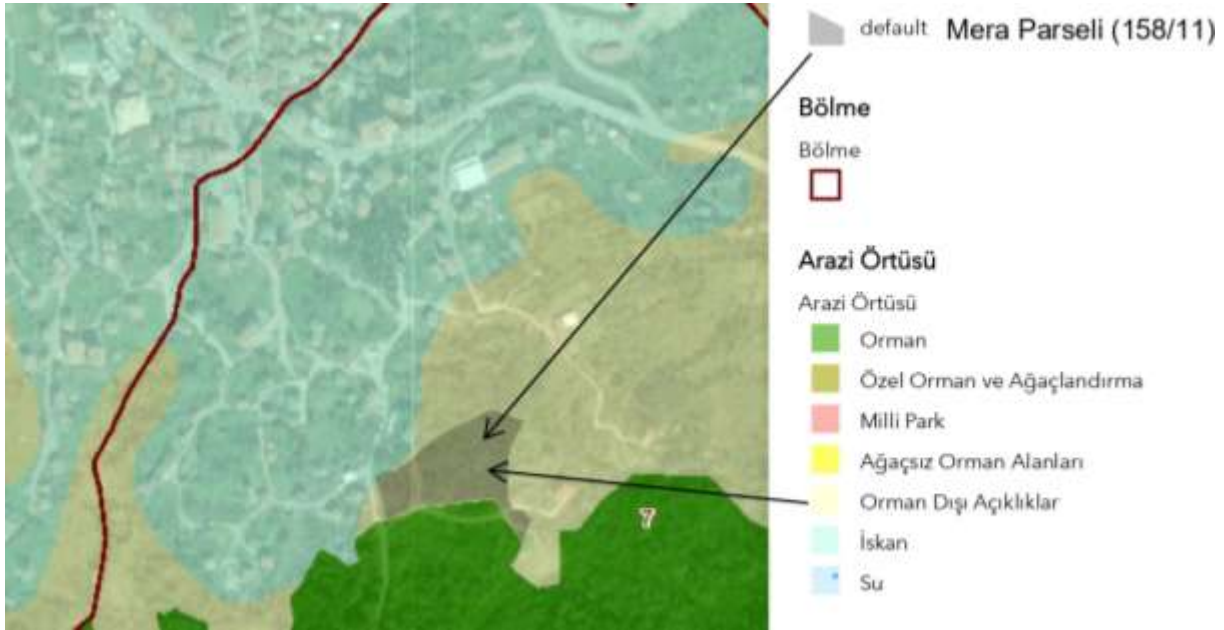 default Mera Parseli (158/11)
Bölme
Bölme
Arazi Örtüsü
Arazi Örtüsü
Orman
Özel Orman ve Ağaçlandırma
Milli Park
Ağaçsız Orman Alanları
Orman Dışı Açıklıklar
İskan
Su
7